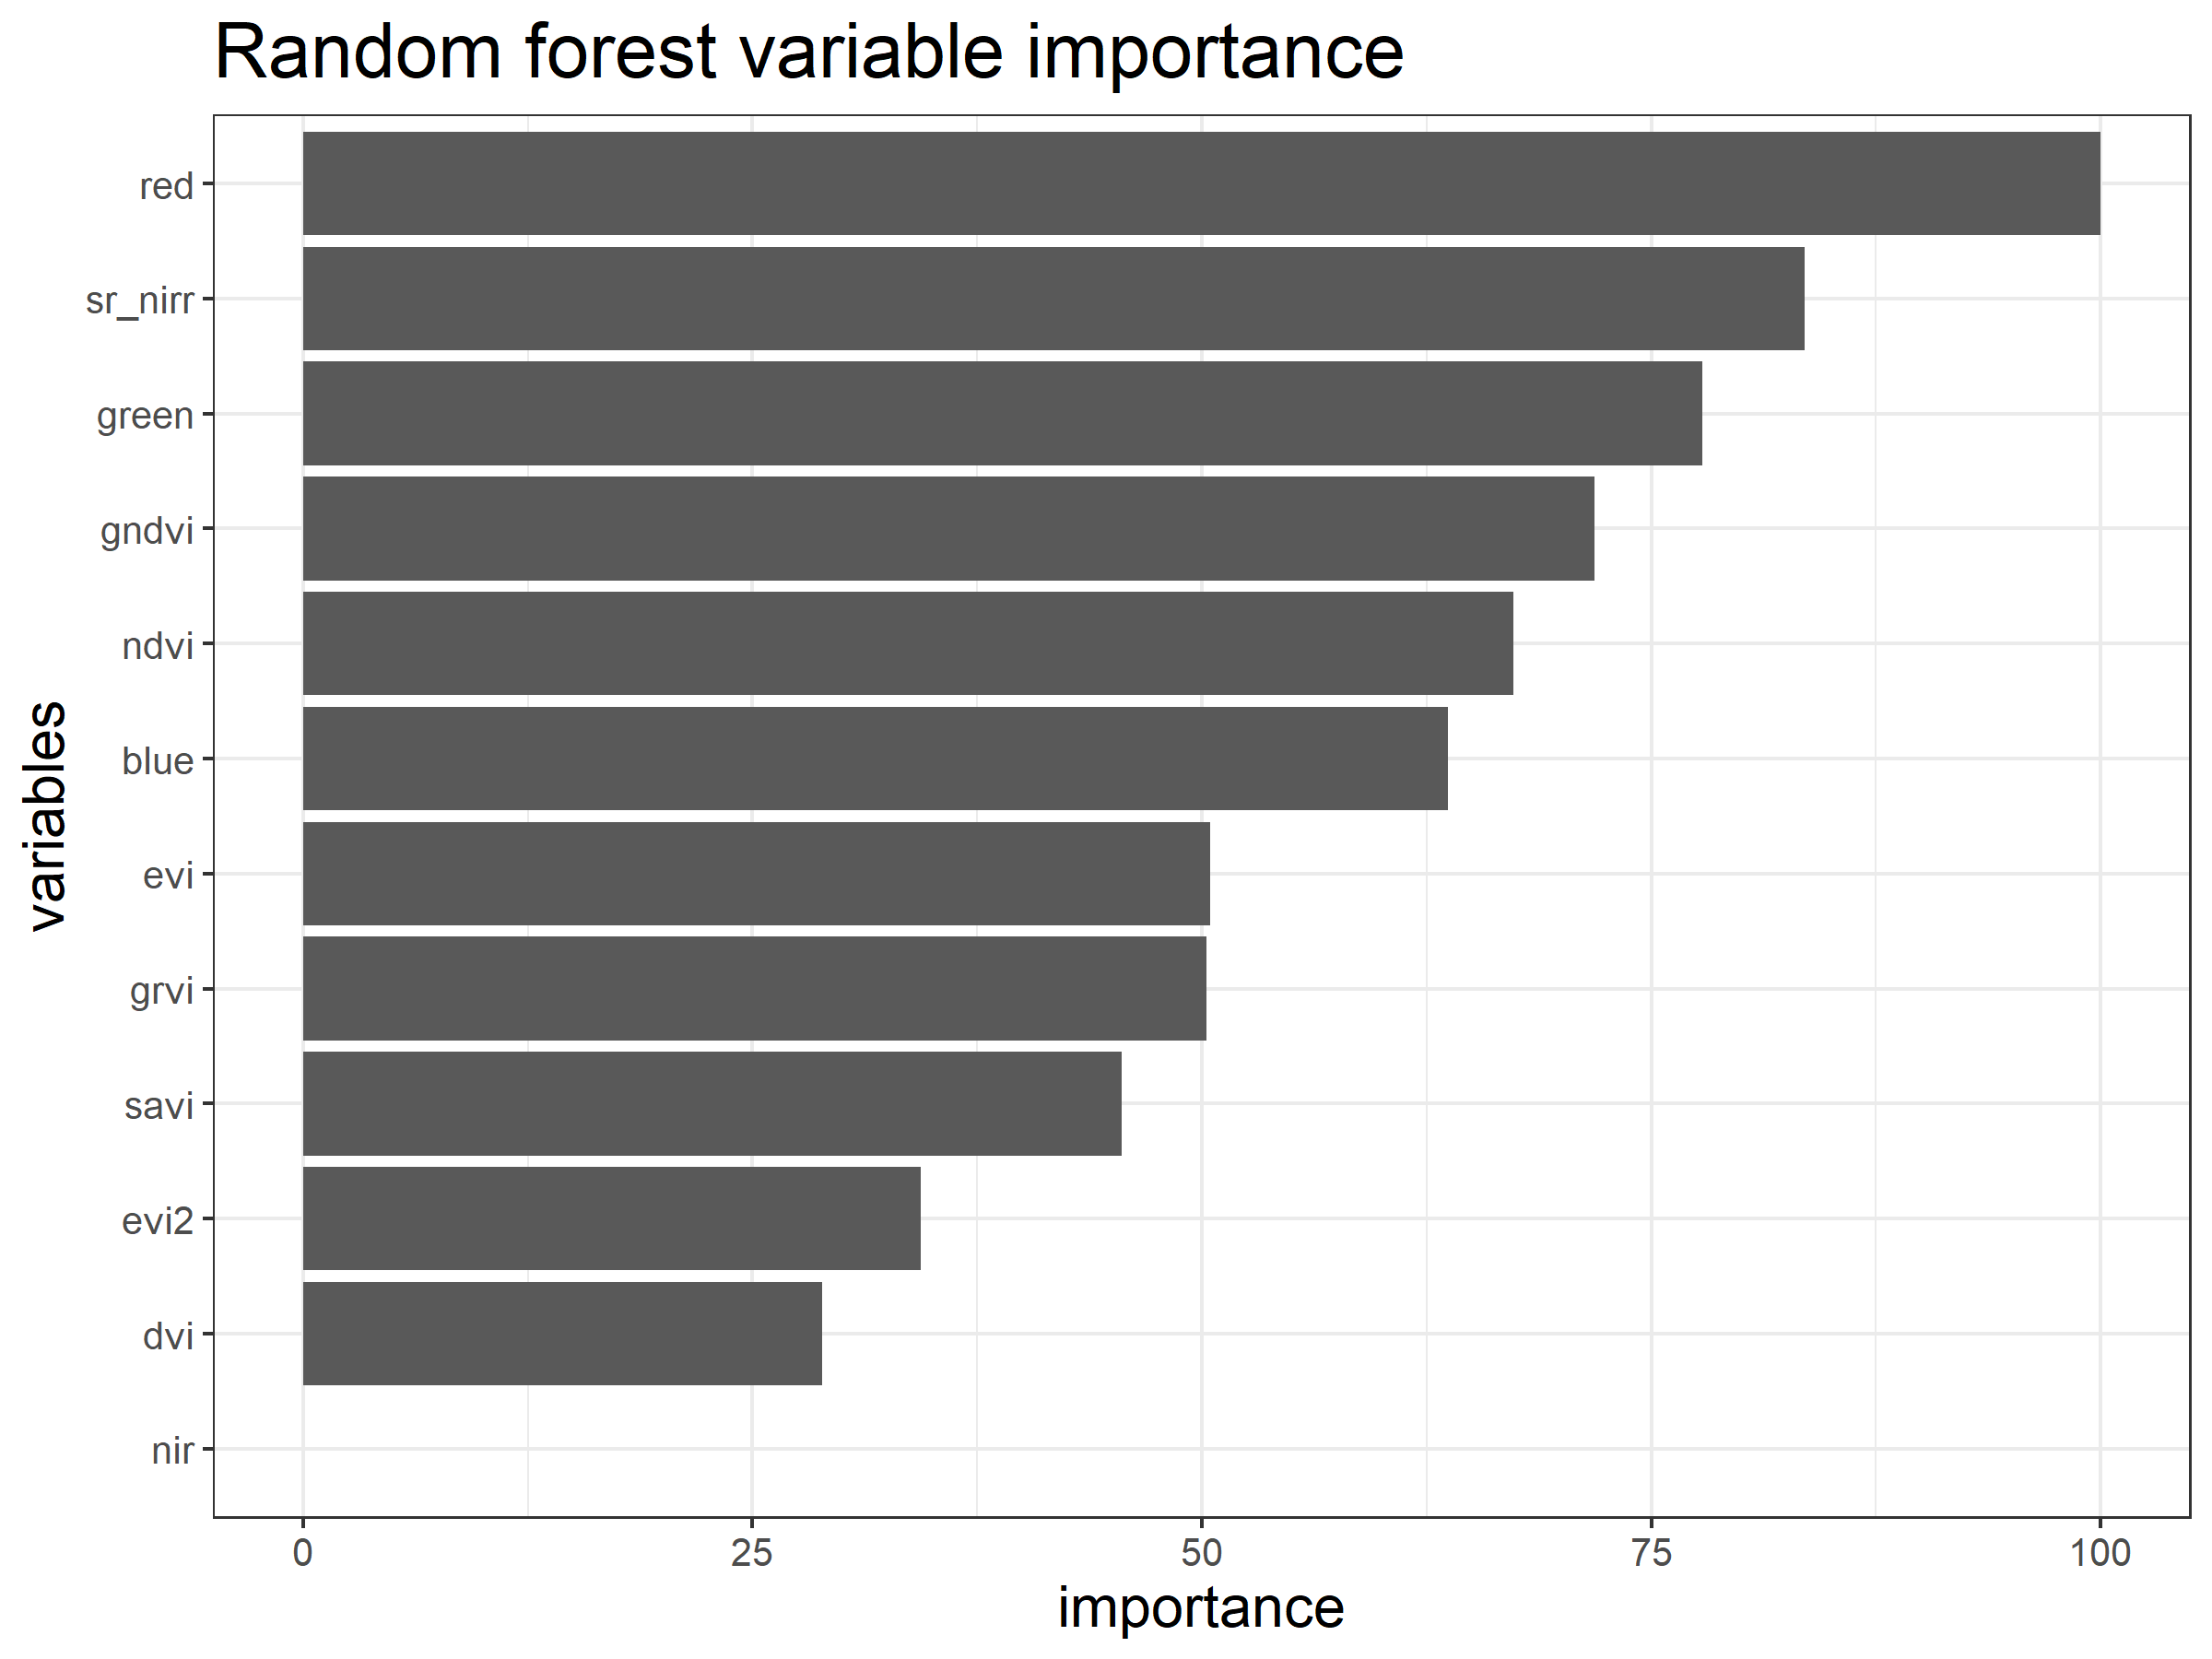 Random forest variable importance
red
sr_nirr
green
gndvi
ndvi
blue
evi
grvi
savi
evi2
dvi
nir
variables
0 25 50 75 100
importance